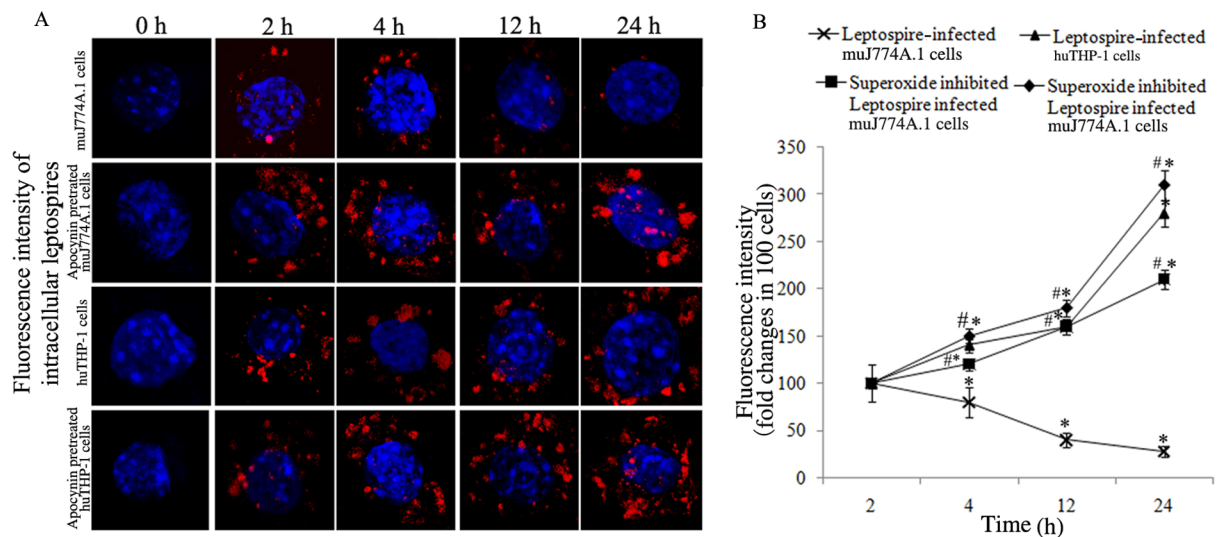 A
0 h 2 h 4 h 12 h 24 h
Fluorescence intensity of
intracellular leptospires
muJ774A.1 cells
Apocynin pretreated
muJ774A.1 cells
huTHP-1 cells
Apocynin pretreated
huTHP-1 cells
B
Leptospire-infected
muJ774A.1 cells
Leptospire-infected
huTHP-1 cells
Superoxide inhibited
Leptospire infected
muJ774A.1 cells
Superoxide inhibited
Leptospire infected
muJ774A.1 cells
Fluorescence intensity
(fold changes in 100 cells)
350
300
250
200
150
100
50
0
#*
*
#*
#*
#*
#*
#*
*
*
*
2 4 12 24
Time (h)